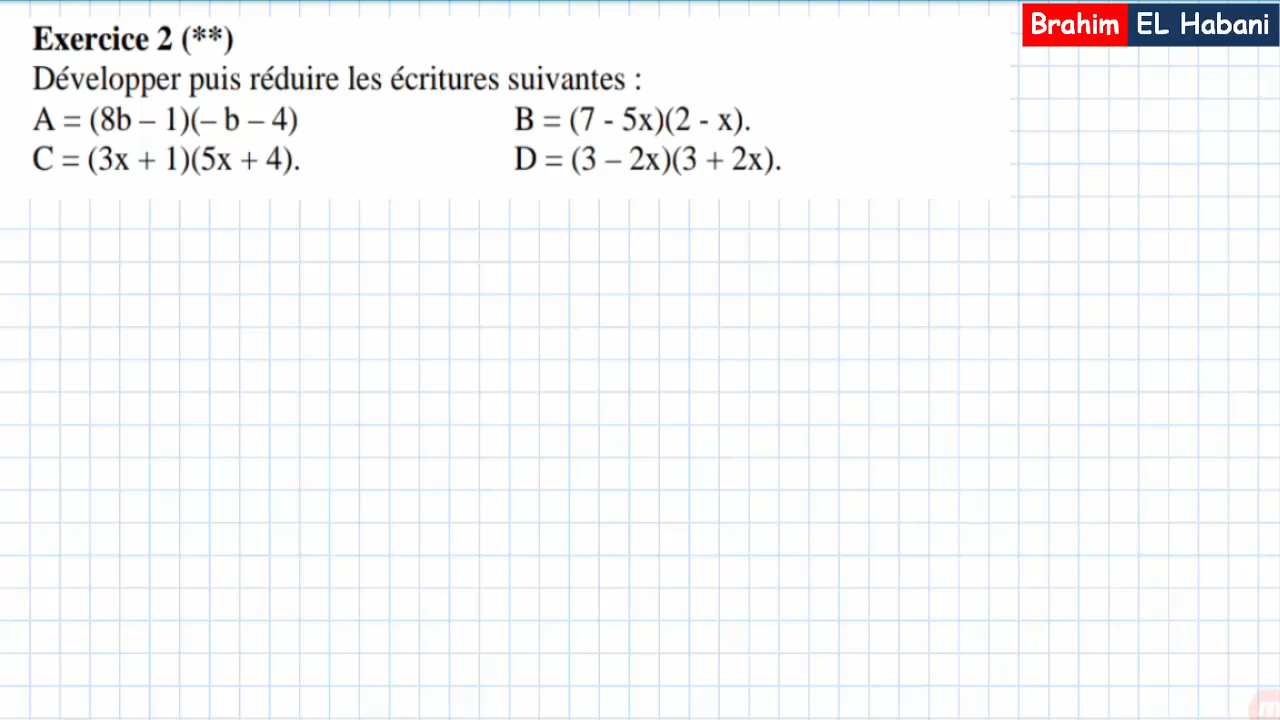 Brahim EL Habani
Exercice 2 (**)
Développer puis réduire les écritures suivantes :
A = (8b – 1)(– b – 4) B = (7 - 5x)(2 - x).
C = (3x + 1)(5x + 4). D = (3 – 2x)(3 + 2x).